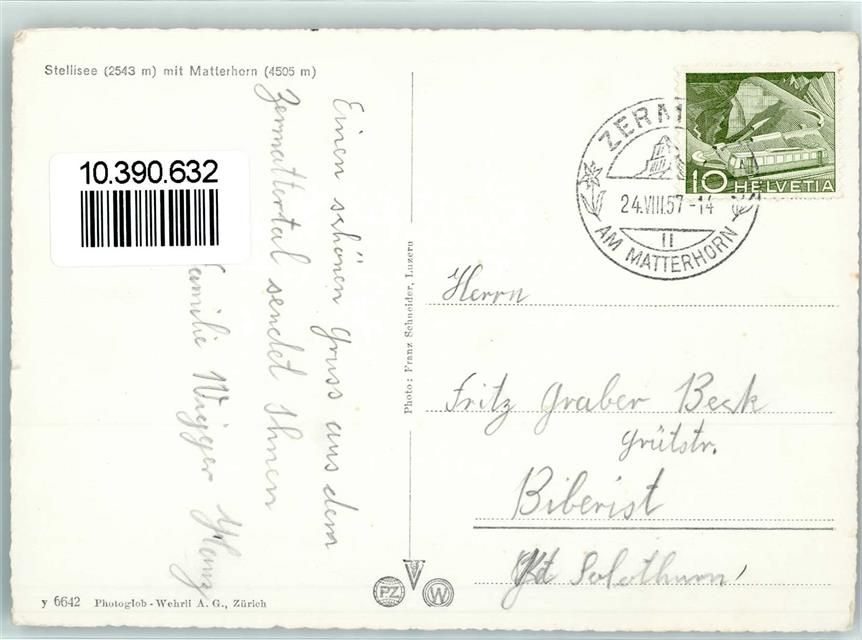 Stellisee (2543 m) mit Matterhorn (4505 m)
10.390.632
Einen schönen Gruss aus dem
Zermattertal sendet Ihnen
Familie Wigger
Photo: Franz Schneider, Luzern
ZERM
24.VIII.57-14
II
AM MATTERHORN
10 HELVETIA
Herrn
Fritz Graber Beck
Grütstr.
Biberist
Kt Solothurn
PZ
W
y 6642 Photoglob-Wehrli A. G., Zürich